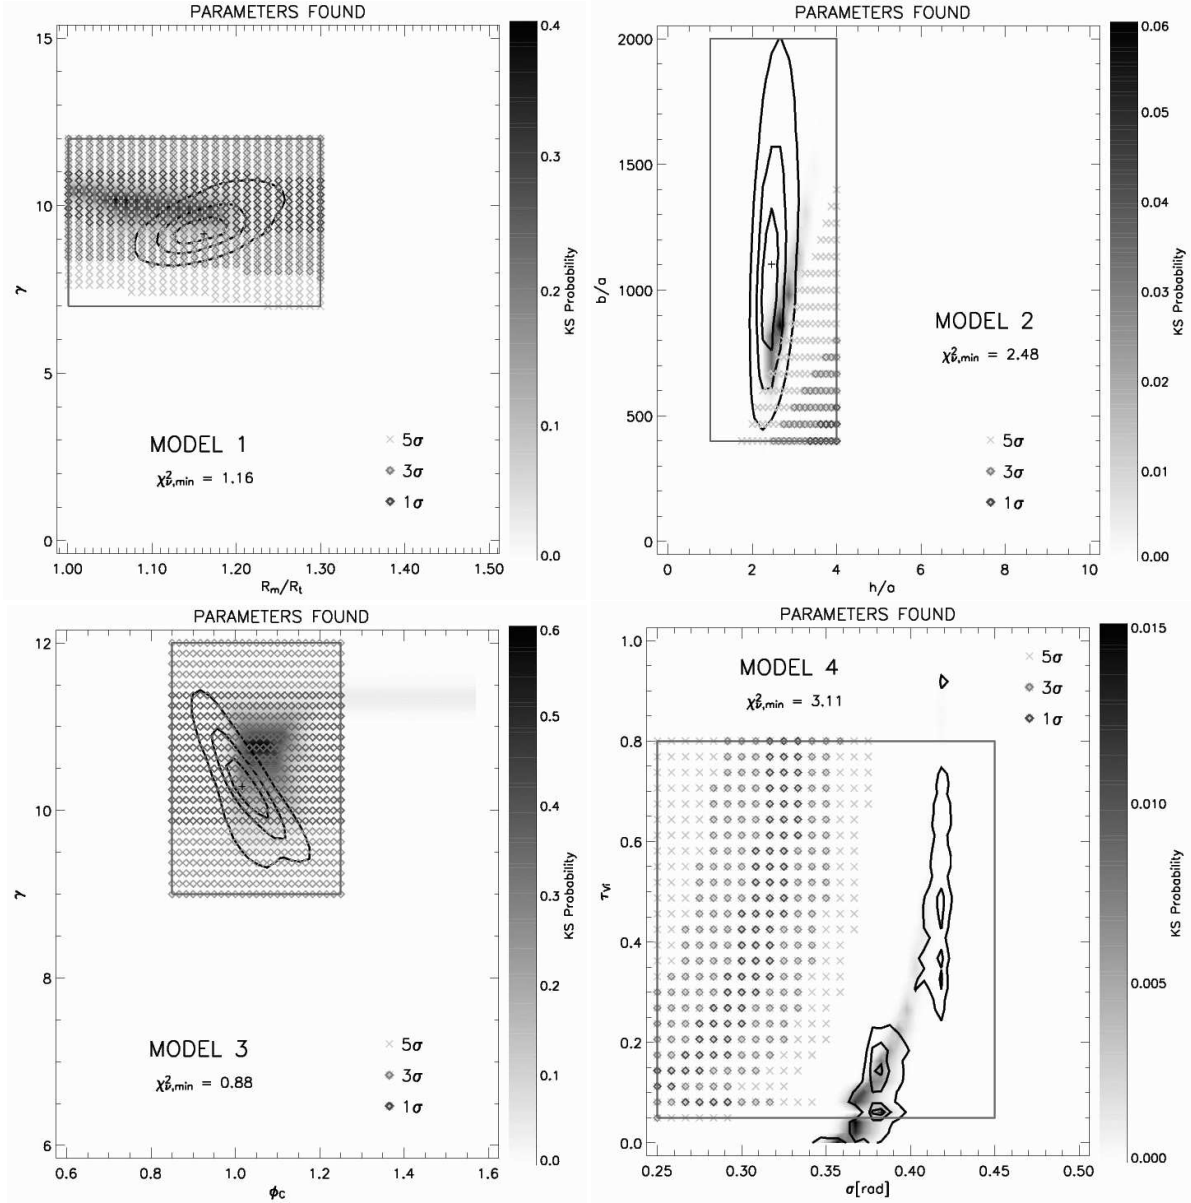 PARAMETERS FOUND
15
10
5
0
γ
1.00 1.10 1.20 1.30 1.40 1.50
R_m/R_t
MODEL 1
χ²_ν,min = 1.16
5σ
3σ
1σ
0.4
0.3
0.2
0.1
0.0
KS Probability
PARAMETERS FOUND
2000
1500
1000
500
0
b/a
0 2 4 6 8 10
h/a
MODEL 2
χ²_ν,min = 2.48
5σ
3σ
1σ
0.06
0.05
0.04
0.03
0.02
0.01
0.00
KS Probability
PARAMETERS FOUND
12
10
8
6
γ
0.6 0.8 1.0 1.2 1.4 1.6
ϕ_C
MODEL 3
χ²_ν,min = 0.88
5σ
3σ
1σ
0.6
0.5
0.4
0.3
0.2
0.1
0.0
KS Probability
PARAMETERS FOUND
1.0
0.8
0.6
0.4
0.2
0.0
0.25 0.30 0.35 0.40 0.45 0.50
σ[rad]
MODEL 4
χ²_ν,min = 3.11
5σ
3σ
1σ
0.015
0.010
0.005
0.000
KS Probability